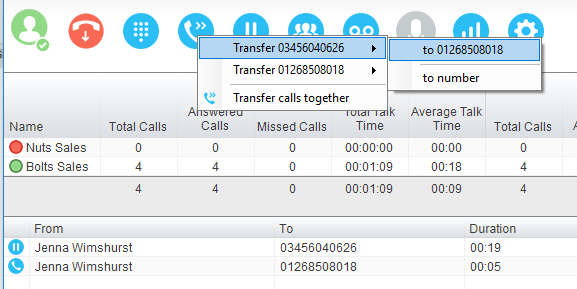 Transfer 03456040626
to 01268508018
Transfer 01268508018
to number
Transfer calls together
Name Total Calls Answered Calls Missed Calls Total Talk Time Average Talk Time Total Calls
Nuts Sales 0 0 0 00:00:00 00:00 0
Bolts Sales 4 4 0 00:01:09 00:18 4
4 4 0 00:01:09 00:09 4
From To Duration
Jenna Wimshurst 03456040626 00:19
Jenna Wimshurst 01268508018 00:05